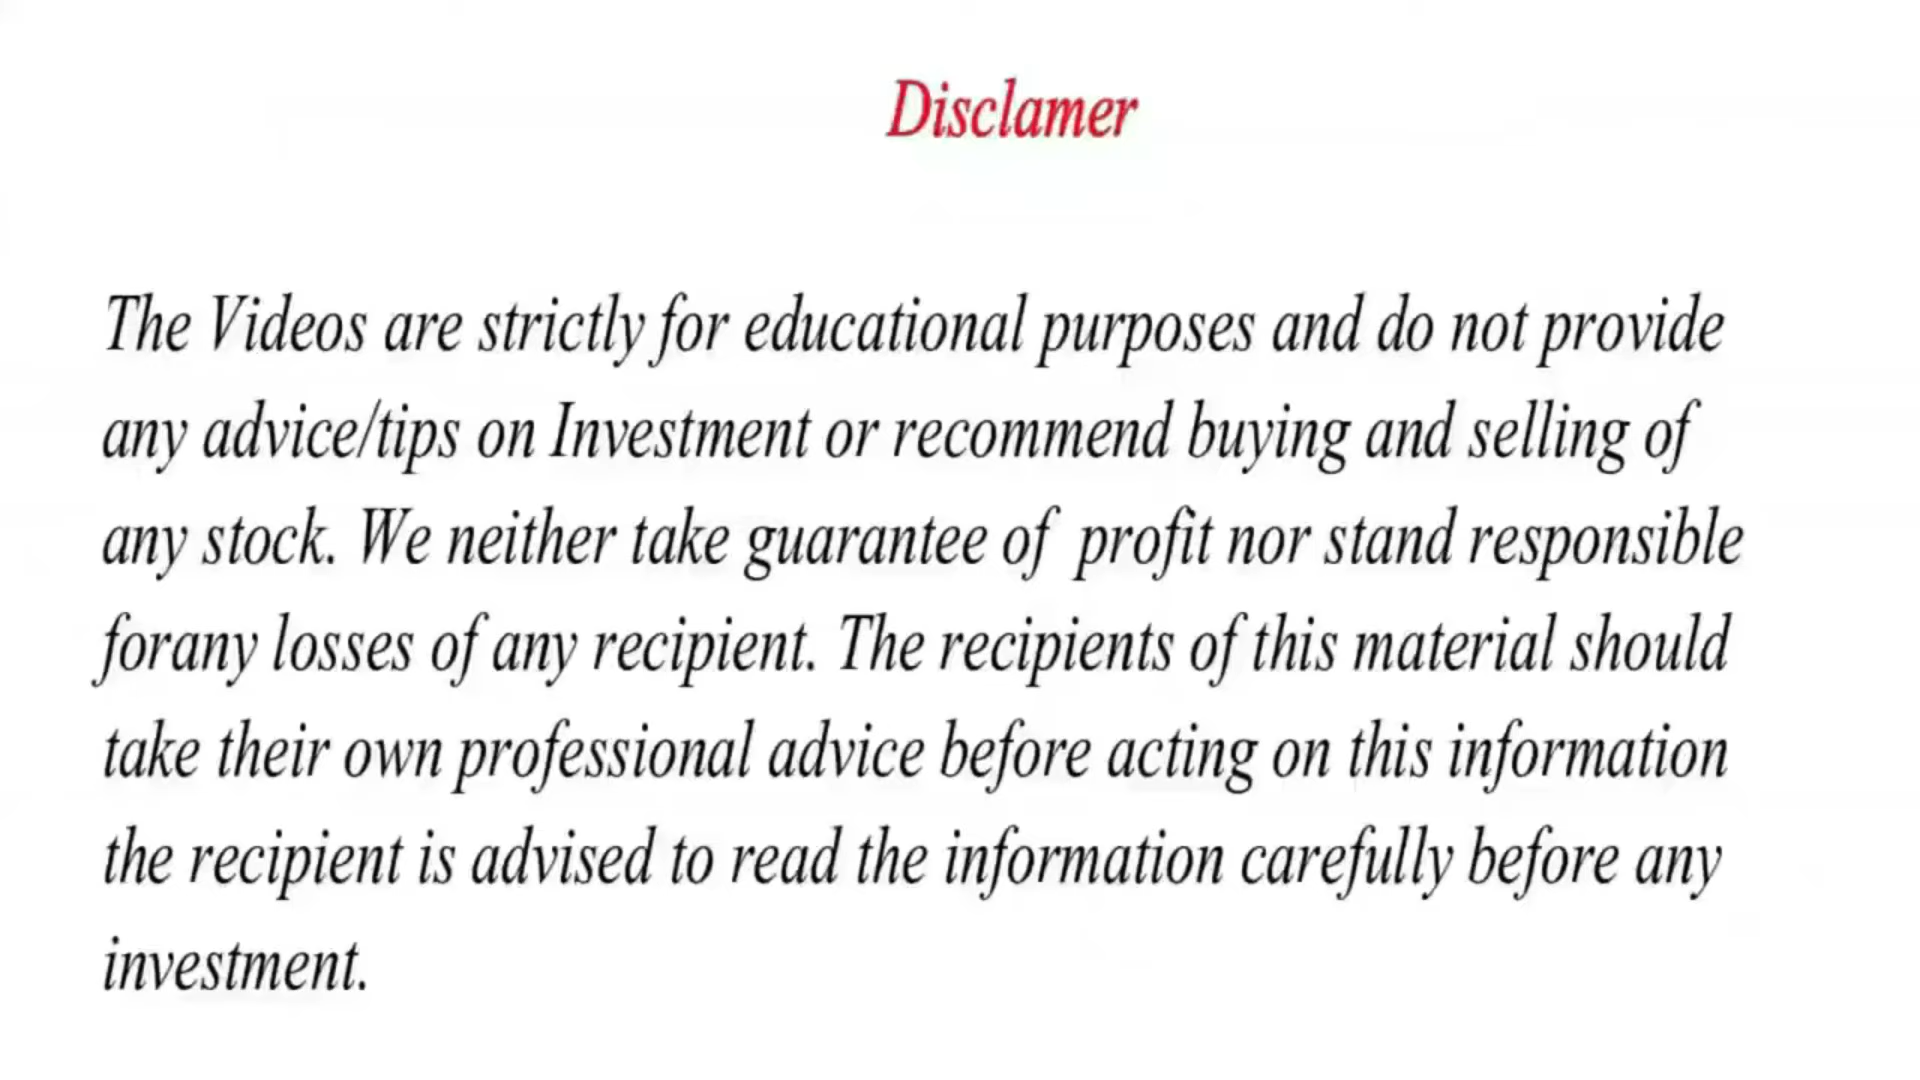 Disclamer
The Videos are strictly for educational purposes and do not provide
any advice/tips on Investment or recommend buying and selling of
any stock. We neither take guarantee of  profit nor stand responsible
forany losses of any recipient. The recipients of this material should
take their own professional advice before acting on this information
the recipient is advised to read the information carefully before any
investment.